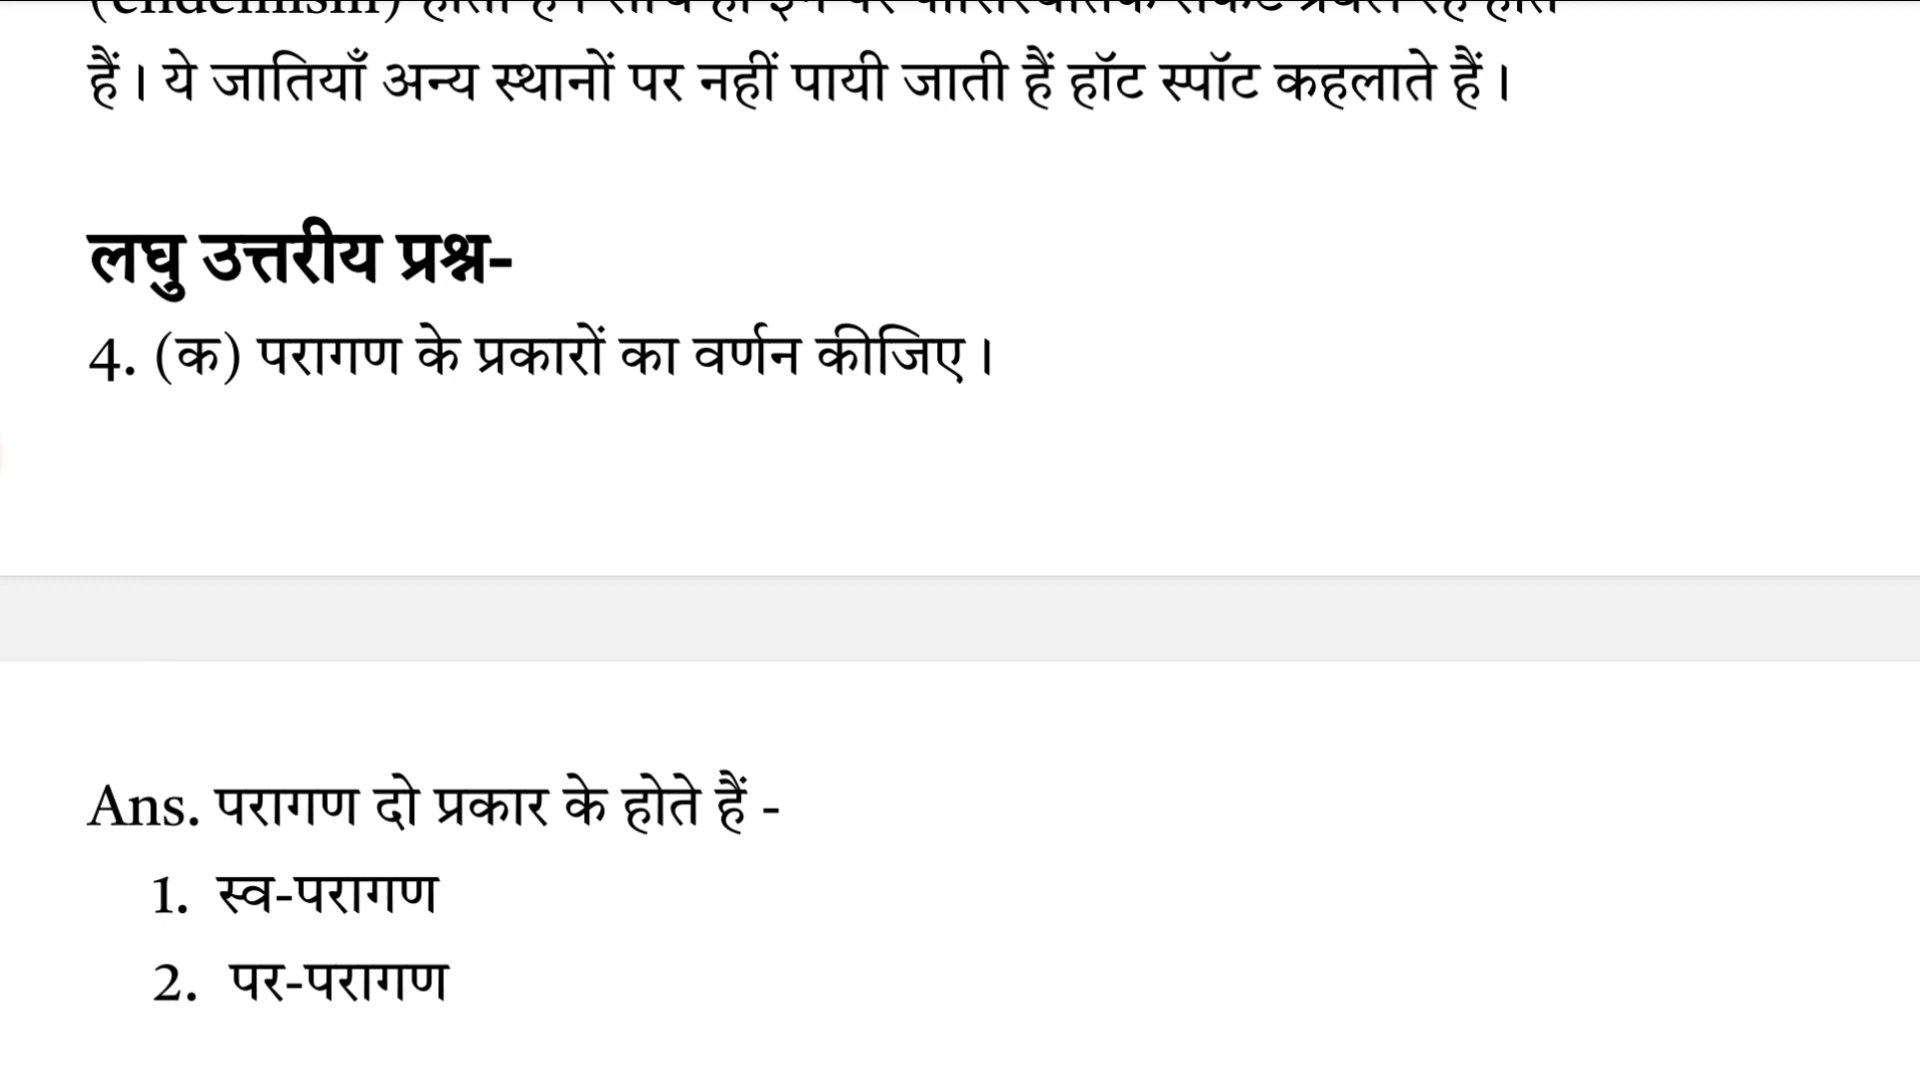 हैं। ये जातियाँ अन्य स्थानों पर नहीं पायी जाती हैं हॉट स्पॉट कहलाते हैं।
लघु उत्तरीय प्रश्न-
4. (क) परागण के प्रकारों का वर्णन कीजिए।
Ans. परागण दो प्रकार के होते हैं -
1. स्व-परागण
2. पर-परागण